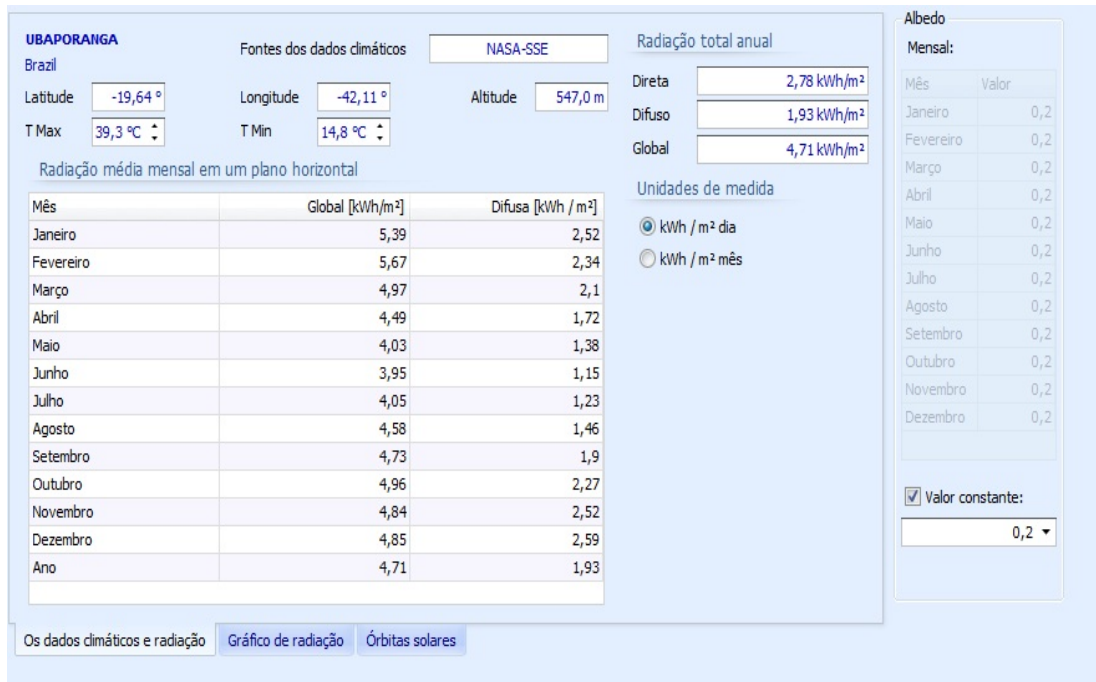 UBAPORANGA
Brazil
Fontes dos dados climáticos NASA-SSE
Latitude -19,64 º Longitude -42,11 º Altitude 547,0 m
T Max 39,3 ºC T Min 14,8 ºC
Radiação média mensal em um plano horizontal
Mês Global [kWh/m²] Difusa [kWh / m²]
Janeiro 5,39 2,52
Fevereiro 5,67 2,34
Março 4,97 2,1
Abril 4,49 1,72
Maio 4,03 1,38
Junho 3,95 1,15
Julho 4,05 1,23
Agosto 4,58 1,46
Setembro 4,73 1,9
Outubro 4,96 2,27
Novembro 4,84 2,52
Dezembro 4,85 2,59
Ano 4,71 1,93
Radiação total anual
Direta 2,78 kWh/m²
Difuso 1,93 kWh/m²
Global 4,71 kWh/m²
Unidades de medida
kWh / m² dia
kWh / m² mês
Albedo
Mensal:
Mês Valor
Janeiro 0,2
Fevereiro 0,2
Março 0,2
Abril 0,2
Maio 0,2
Junho 0,2
Julho 0,2
Agosto 0,2
Setembro 0,2
Outubro 0,2
Novembro 0,2
Dezembro 0,2
Valor constante:
0,2
Os dados climáticos e radiação Gráfico de radiação Órbitas solares